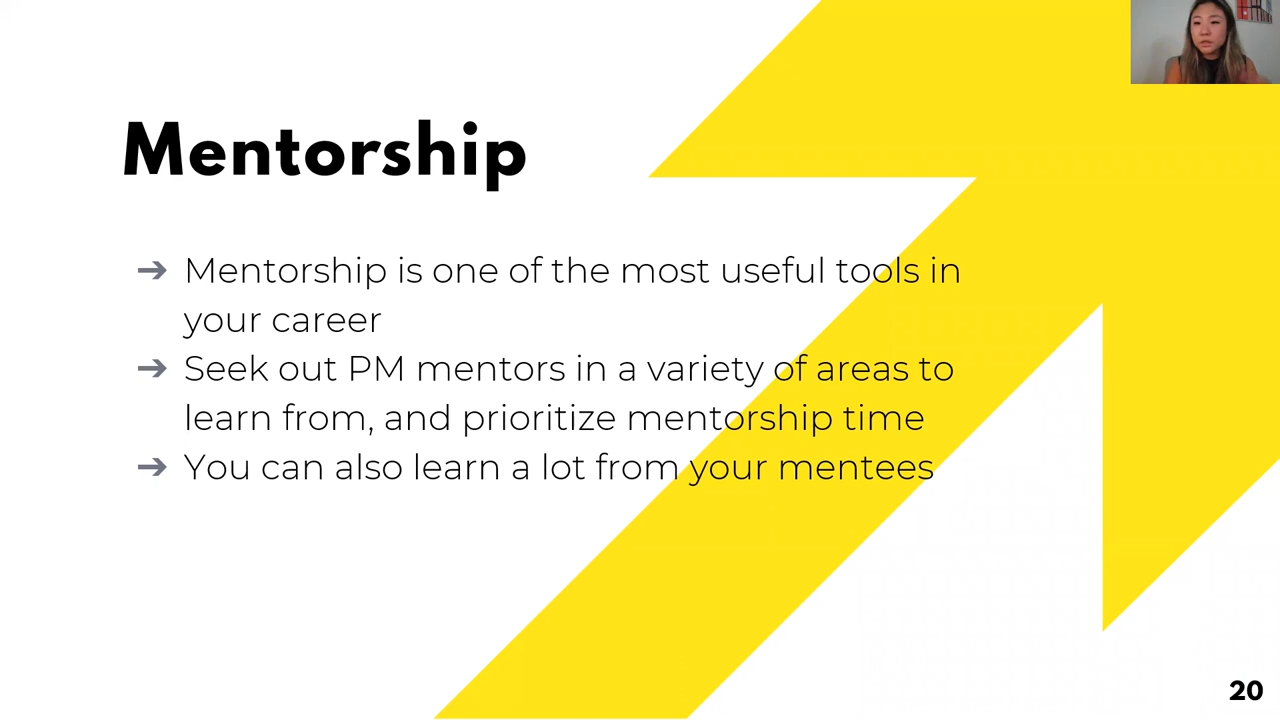 Mentorship
➔ Mentorship is one of the most useful tools in
your career
➔ Seek out PM mentors in a variety of areas to
learn from, and prioritize mentorship time
➔ You can also learn a lot from your mentees
20